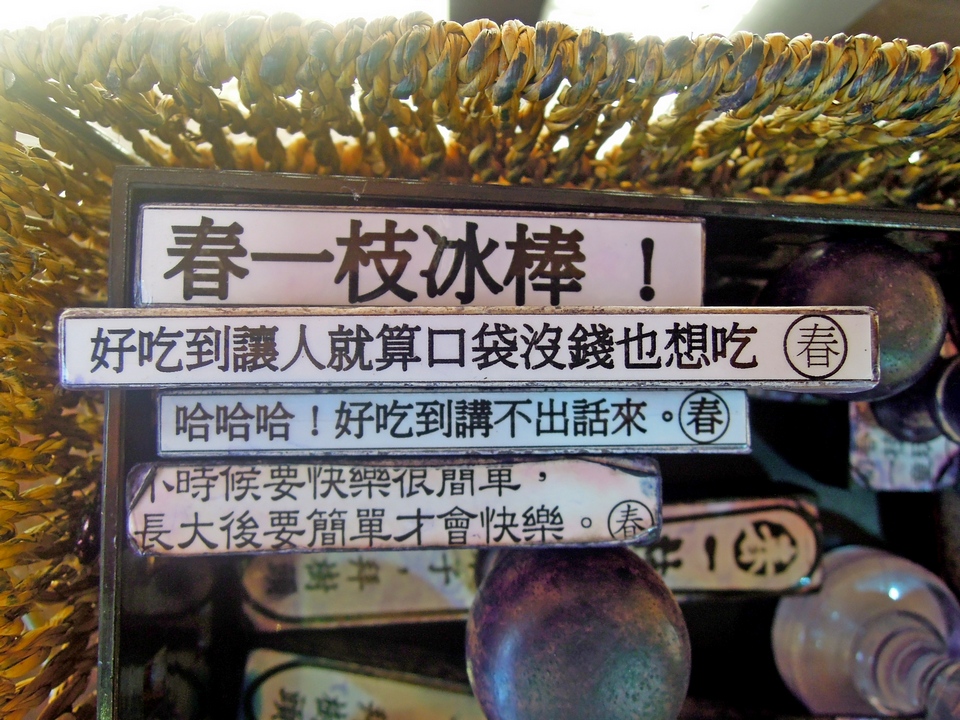 春一枝冰棒！
好吃到讓人就算口袋沒錢也想吃 春
哈哈哈！好吃到講不出話來。春
小時候要快樂很簡單，
長大後要簡單才會快樂。春